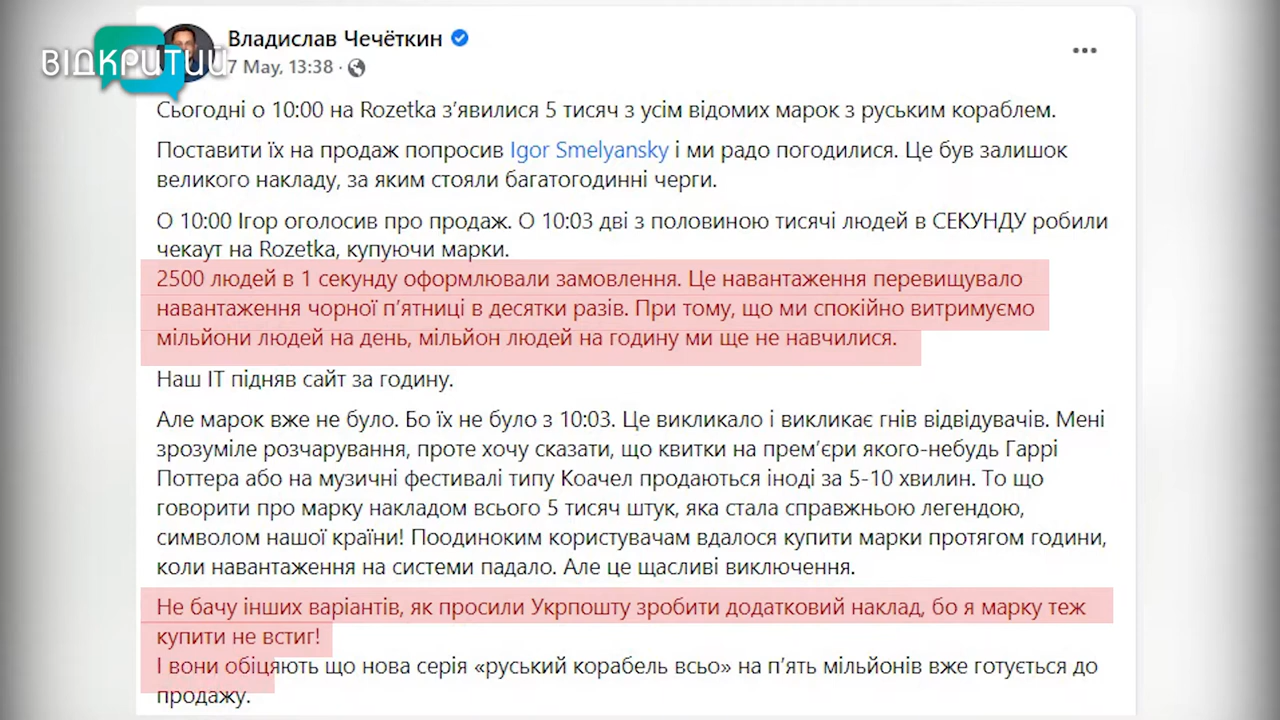 ВІДКРИТИЙ
Владислав Чечёткин
7 May, 13:38 ·
Сьогодні о 10:00 на Rozetka з’явилися 5 тисяч з усім відомих марок з руським кораблем.
Поставити їх на продаж попросив Igor Smelyansky і ми радо погодилися. Це був залишок
великого накладу, за яким стояли багатогодинні черги.
О 10:00 Ігор оголосив про продаж. О 10:03 дві з половиною тисячі людей в СЕКУНДУ робили
чекаут на Rozetka, купуючи марки.
2500 людей в 1 секунду оформлювали замовлення. Це навантаження перевищувало
навантаження чорної п’ятниці в десятки разів. При тому, що ми спокійно витримуємо
мільйони людей на день, мільйон людей на годину ми ще не навчилися.
Наш ІТ підняв сайт за годину.
Але марок вже не було. Бо їх не було з 10:03. Це викликало і викликає гнів відвідувачів. Мені
зрозуміле розчарування, проте хочу сказати, що квитки на прем’єри якого-небудь Гаррі
Поттера або на музичні фестивалі типу Коачел продаються іноді за 5-10 хвилин. То що
говорити про марку накладом всього 5 тисяч штук, яка стала справжньою легендою,
символом нашої країни! Поодиноким користувачам вдалося купити марки протягом години,
коли навантаження на системи падало. Але це щасливі виключення.
Не бачу інших варіантів, як просили Укрпошту зробити додатковий наклад, бо я марку теж
купити не встиг!
І вони обіцяють що нова серія «руський корабель всьо» на п’ять мільйонів вже готується до
продажу.